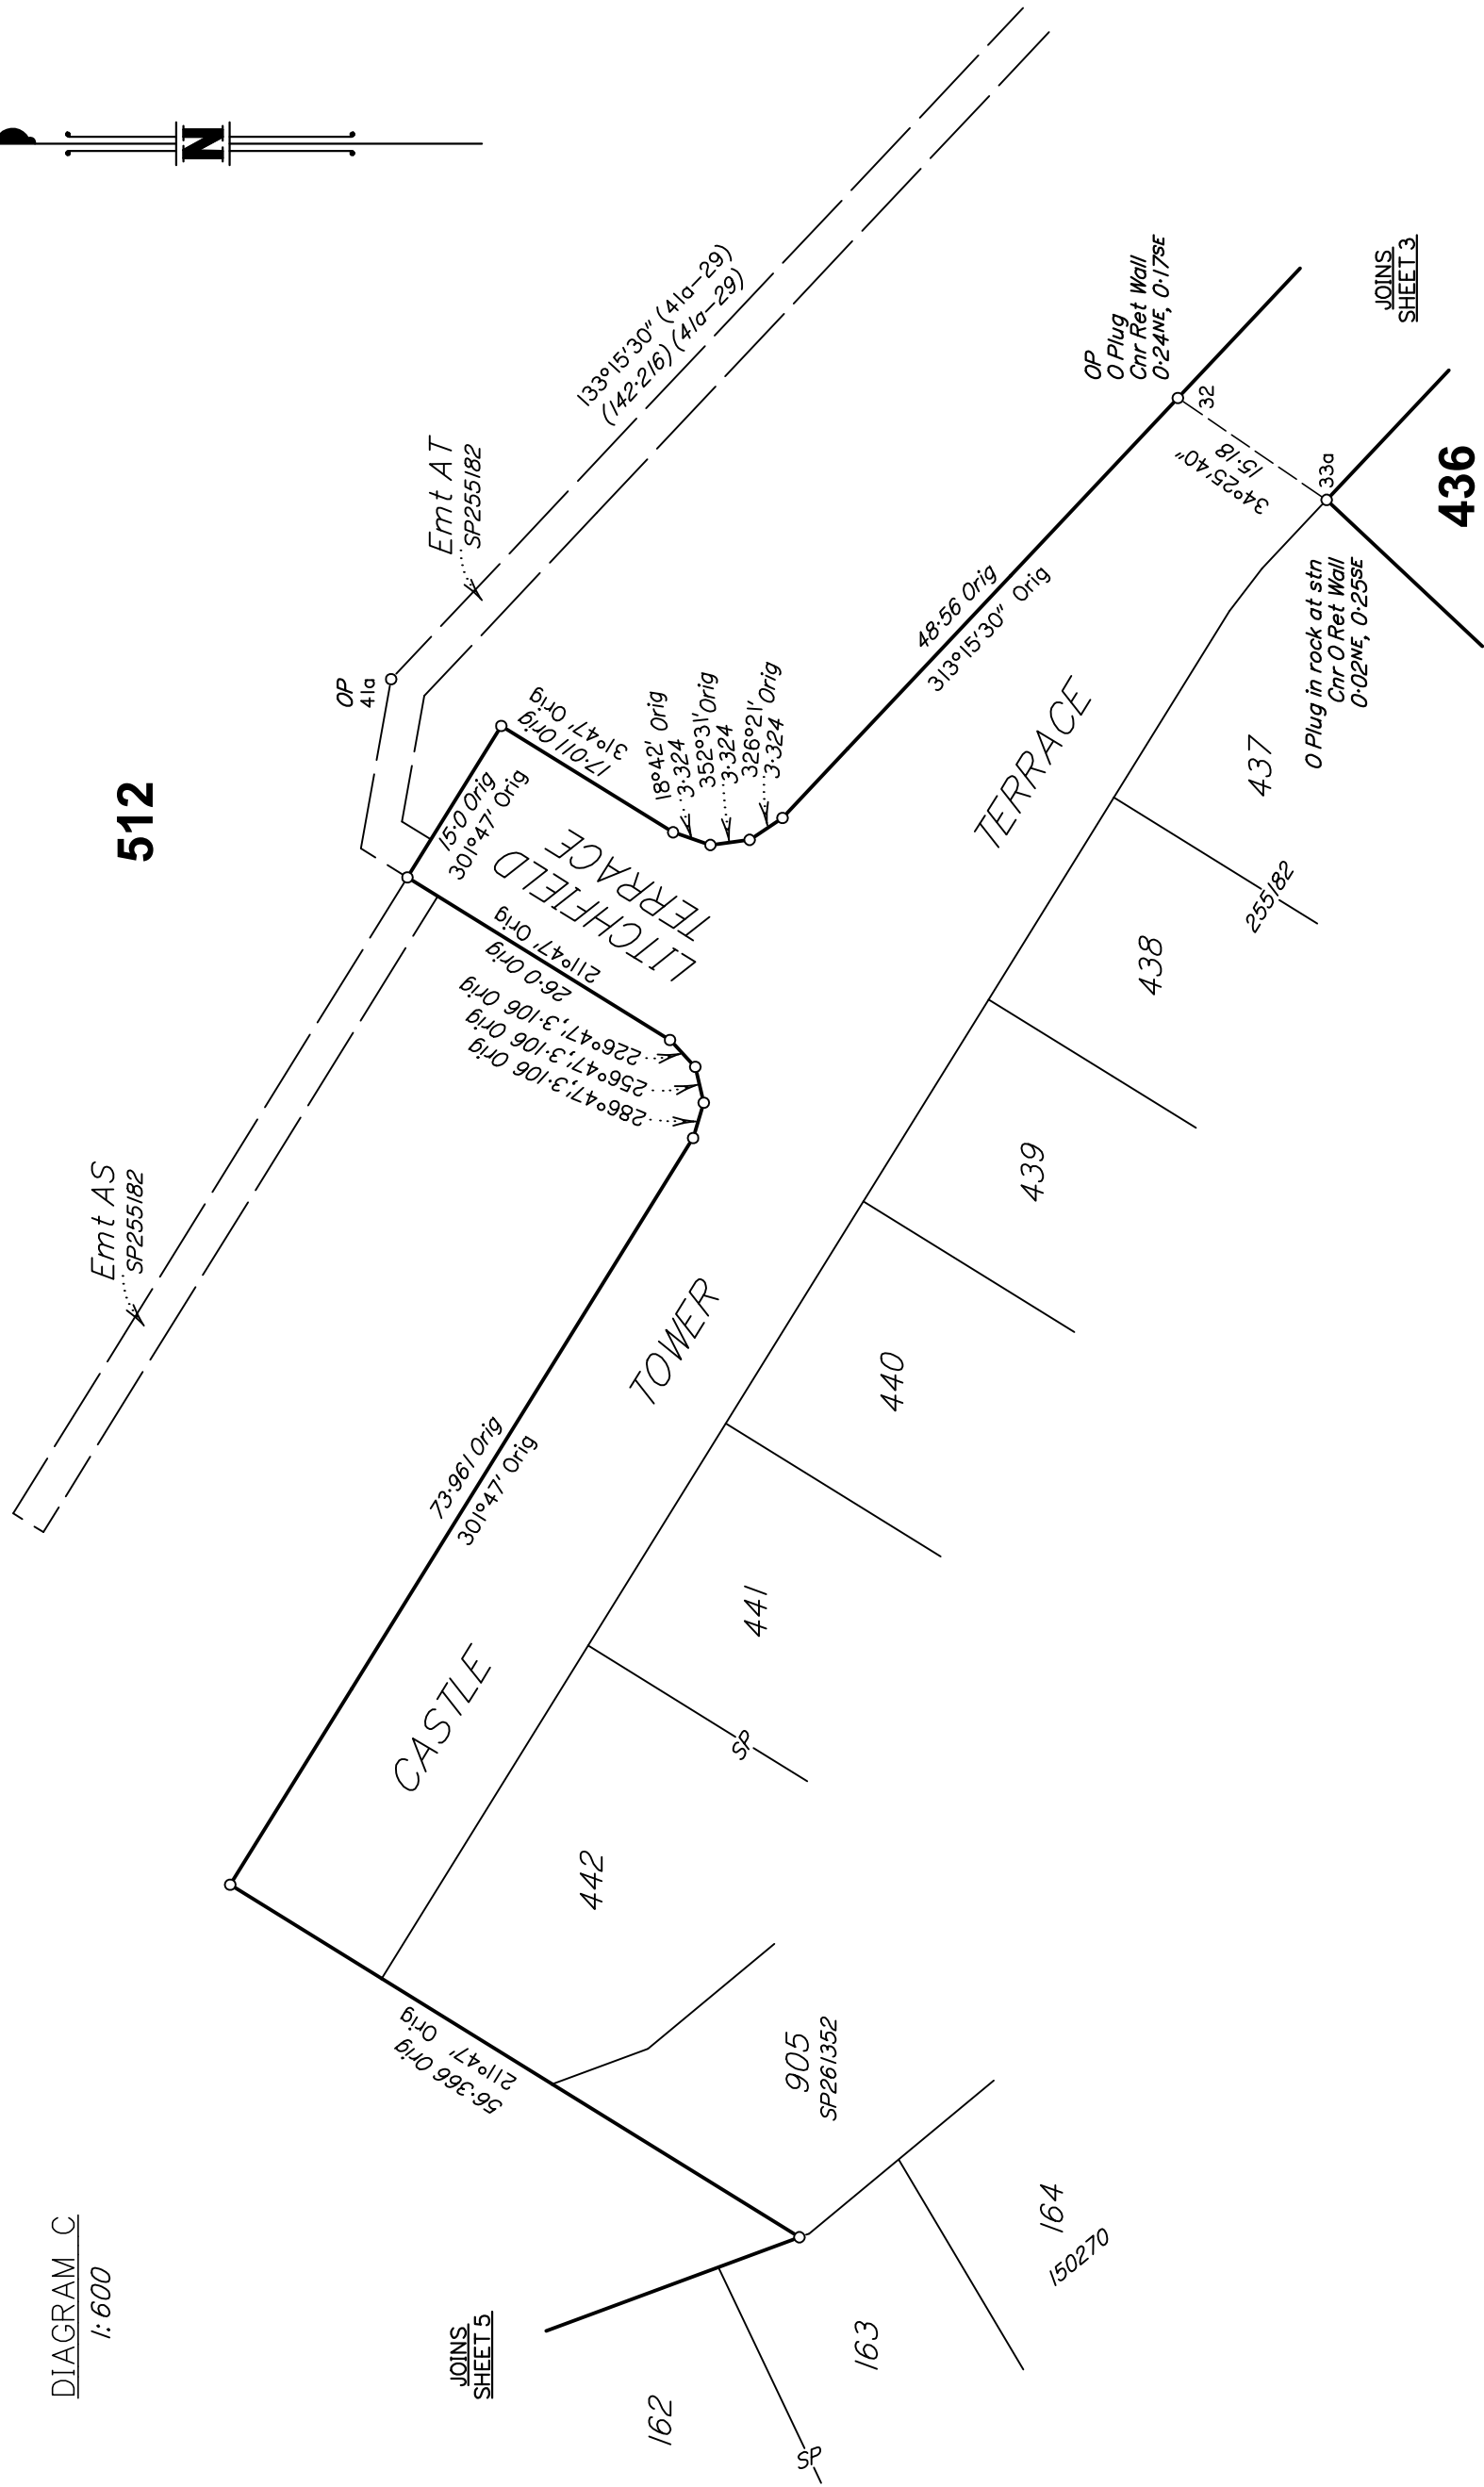 DIAGRAM C
1:600
JOINS
SHEET 5
162
163
164
150270
SP
905
SP261352
56·366 Orig
211°47' Orig
442
441
440
439
438
437
SP
255182
CASTLE
TOWER
TERRACE
73·961 Orig
301°47' Orig
Emt AS
SP255182
512
286°47', 3·106 Orig
256°47', 3·106 Orig
226°47', 3·106 Orig
26·0 Orig
211°47' Orig
LITCHFIELD
TERRACE
15·0 Orig
301°47' Orig
17·011 Orig
31°47' Orig
18°42' Orig
3·324
352°31' Orig
3·324
326°21' Orig
3·324
OP
41a
Emt AT
SP255182
133°15'30" (41a-29)
(142·216) (41a-29)
48·56 Orig
313°15'30" Orig
OP
O Plug
Cnr Ret Wall
0·24NE, 0·17SE
32
34°25'40"
15·18
33a
O Plug in rock at stn
Cnr O Ret Wall
0·02NE, 0·25SE
436
JOINS
SHEET 3
N